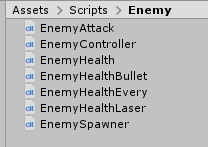 Assets > Scripts > Enemy
C# EnemyAttack
C# EnemyController
C# EnemyHealth
C# EnemyHealthBullet
C# EnemyHealthEvery
C# EnemyHealthLaser
C# EnemySpawner